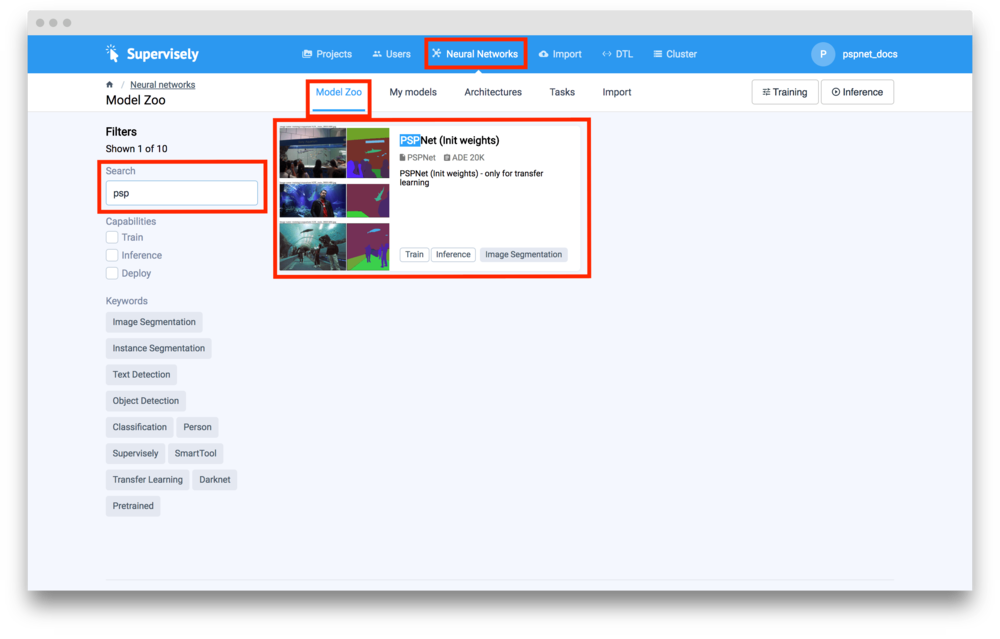 Supervisely
Projects
Users
Neural Networks
Import
DTL
Cluster
P
pspnet_docs
/ Neural networks
Model Zoo
Model Zoo
My models
Architectures
Tasks
Import
Training
Inference
Filters
Shown 1 of 10
Search
psp
Capabilities
Train
Inference
Deploy
Keywords
Image Segmentation
Instance Segmentation
Text Detection
Object Detection
Classification
Person
Supervisely
SmartTool
Transfer Learning
Darknet
Pretrained
PSPNet (Init weights)
PSPNet
ADE 20K
PSPNet (Init weights) - only for transfer
learning
Train
Inference
Image Segmentation